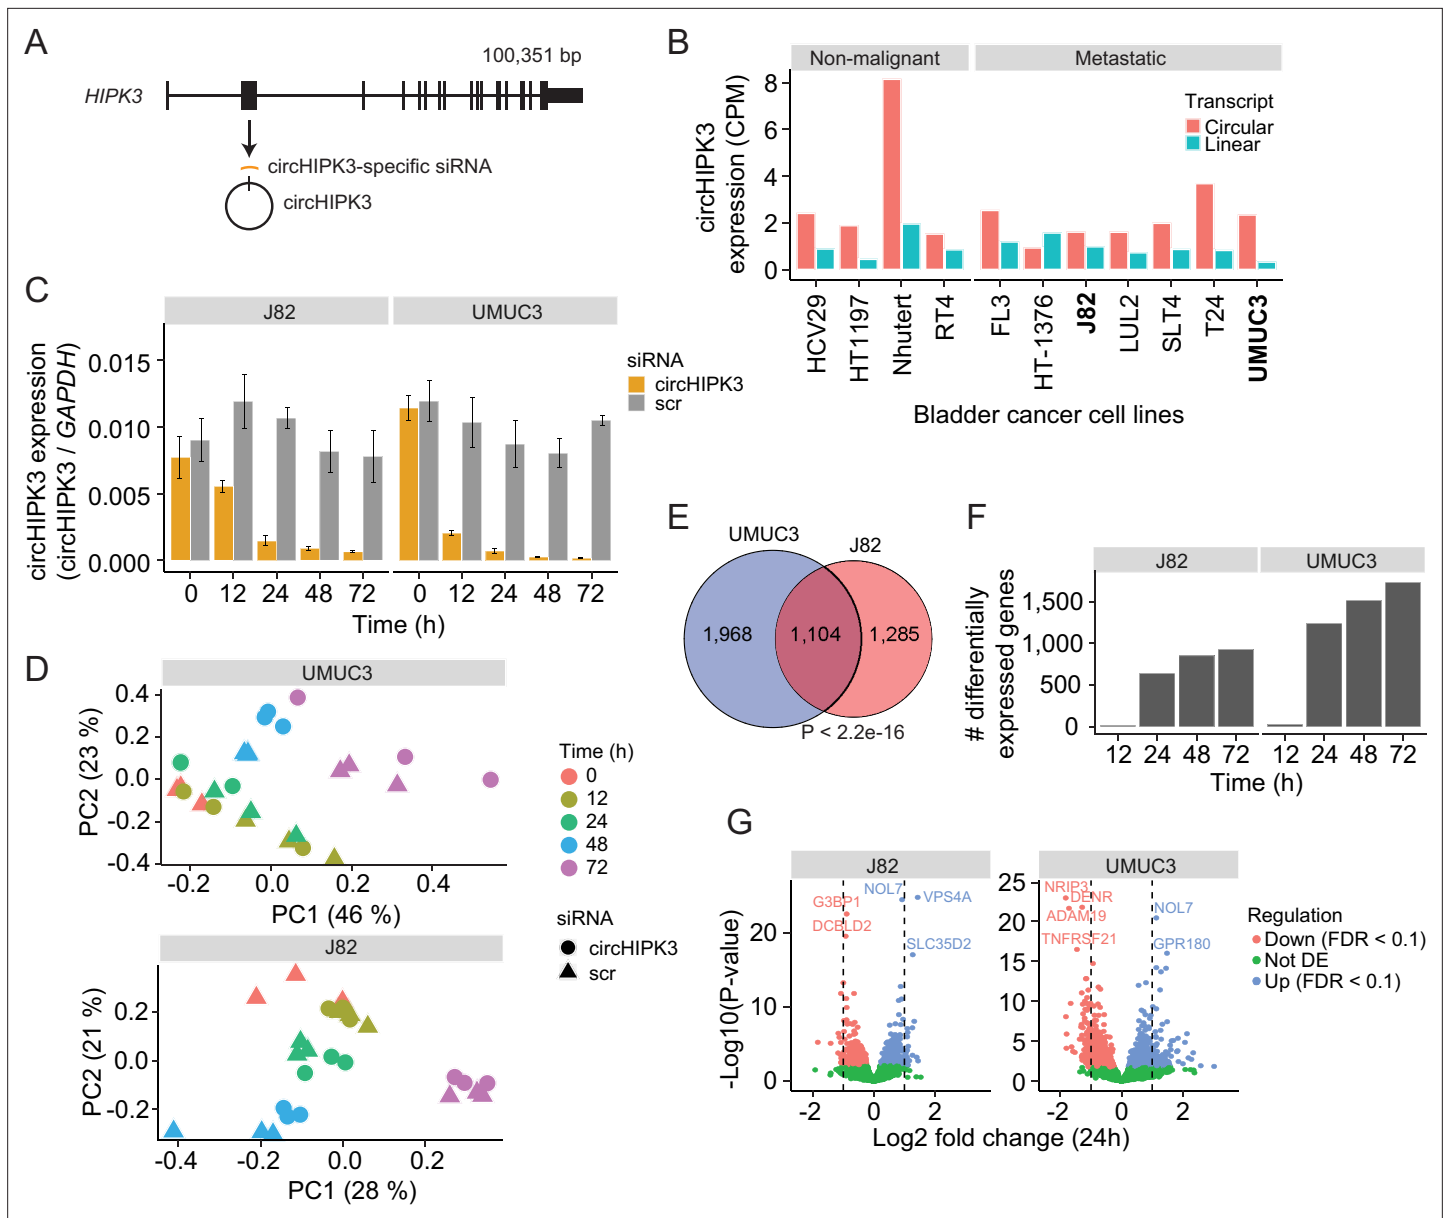 A
100,351 bp
HIPK3
circHIPK3-specific siRNA
circHIPK3
B
Non-malignant
Metastatic
circHIPK3
expression (CPM)
8
6
4
2
0
Transcript
Circular
Linear
HCV29
HT1197
Nhutert
RT4
FL3
HT-1376
J82
LUL2
SLT4
T24
UMUC3
Bladder cancer cell lines
C
J82
UMUC3
circHIPK3 expression
(circHIPK3 / GAPDH)
0.015
0.010
0.005
0.000
0 12 24 48 72
0 12 24 48 72
Time (h)
siRNA
circHIPK3
scr
D
UMUC3
PC2 (23 %)
0.4
0.2
0.0
-0.2
-0.4
-0.2 0.0 0.2 0.4
PC1 (46 %)
Time (h)
0
12
24
48
72
siRNA
circHIPK3
scr
J82
PC2 (21 %)
0.2
0.0
-0.2
-0.4 -0.2 0.0 0.2
PC1 (28 %)
E
UMUC3
J82
1,968
1,104
1,285
P < 2.2e-16
F
J82
UMUC3
# differentially
expressed genes
1,500
1,000
500
0
12 24 48 72
12 24 48 72
Time (h)
G
J82
UMUC3
-Log10(P-value)
20
10
0
NOL7
VPS4A
G3BP1
DCBLD2
SLC35D2
-2 0 2
25
20
15
10
5
0
NRIP3
DENR
ADAM19
TNFRSF21
NOL7
GPR180
-2 0 2
Log2 fold change (24h)
Regulation
Down (FDR < 0.1)
Not DE
Up (FDR < 0.1)